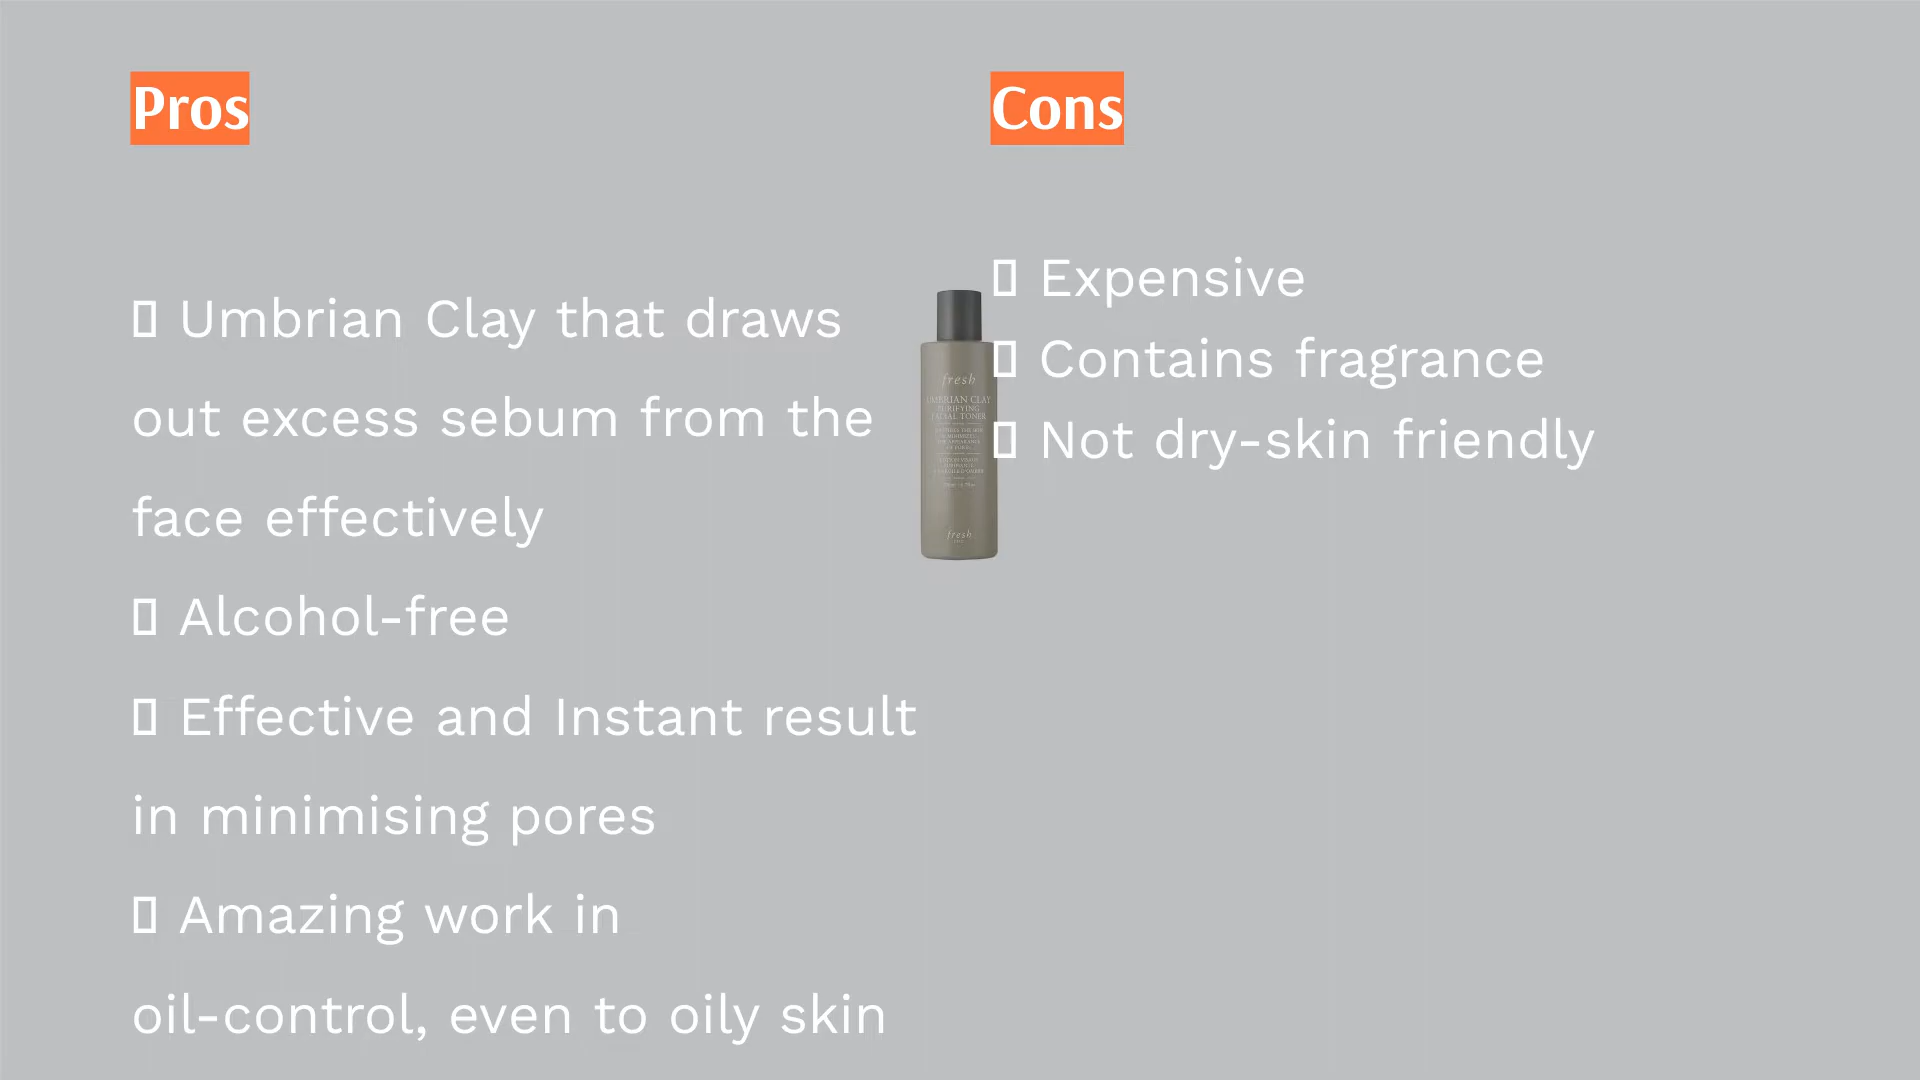 Pros
Umbrian Clay that draws
out excess sebum from the
face effectively
Alcohol-free
Effective and Instant result
in minimising pores
Amazing work in
oil-control, even to oily skin
Cons
Expensive
Contains fragrance
Not dry-skin friendly
fresh
UMBRIAN CLAY
PURIFYING
FACIAL TONER
fresh